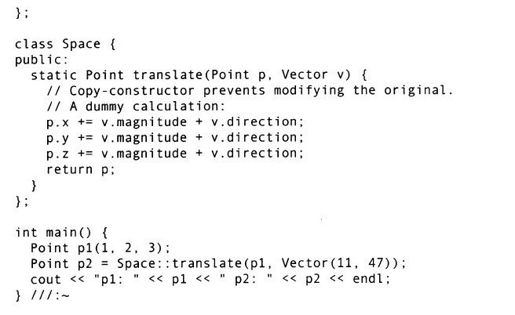 };

class Space {
public:
  static Point translate(Point p, Vector v) {
    // Copy-constructor prevents modifying the original.
    // A dummy calculation:
    p.x += v.magnitude + v.direction;
    p.y += v.magnitude + v.direction;
    p.z += v.magnitude + v.direction;
    return p;
  }
};

int main() {
  Point p1(1, 2, 3);
  Point p2 = Space::translate(p1, Vector(11, 47));
  cout << "p1: " << p1 << " p2: " << p2 << endl;
} ///:~